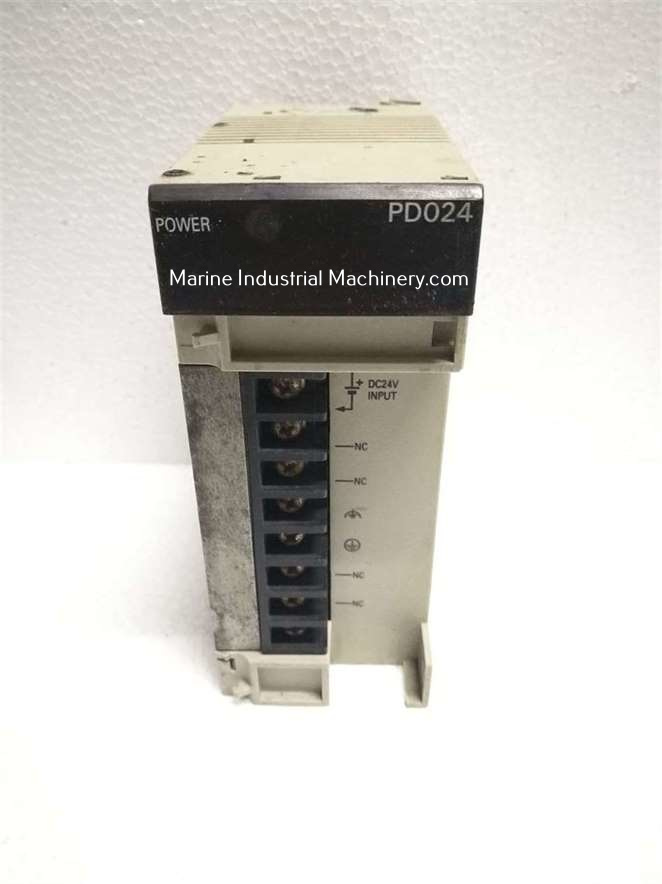 PD024
POWER
Marine Industrial Machinery.com
+ DC24V
INPUT
NC
NC
NC
NC